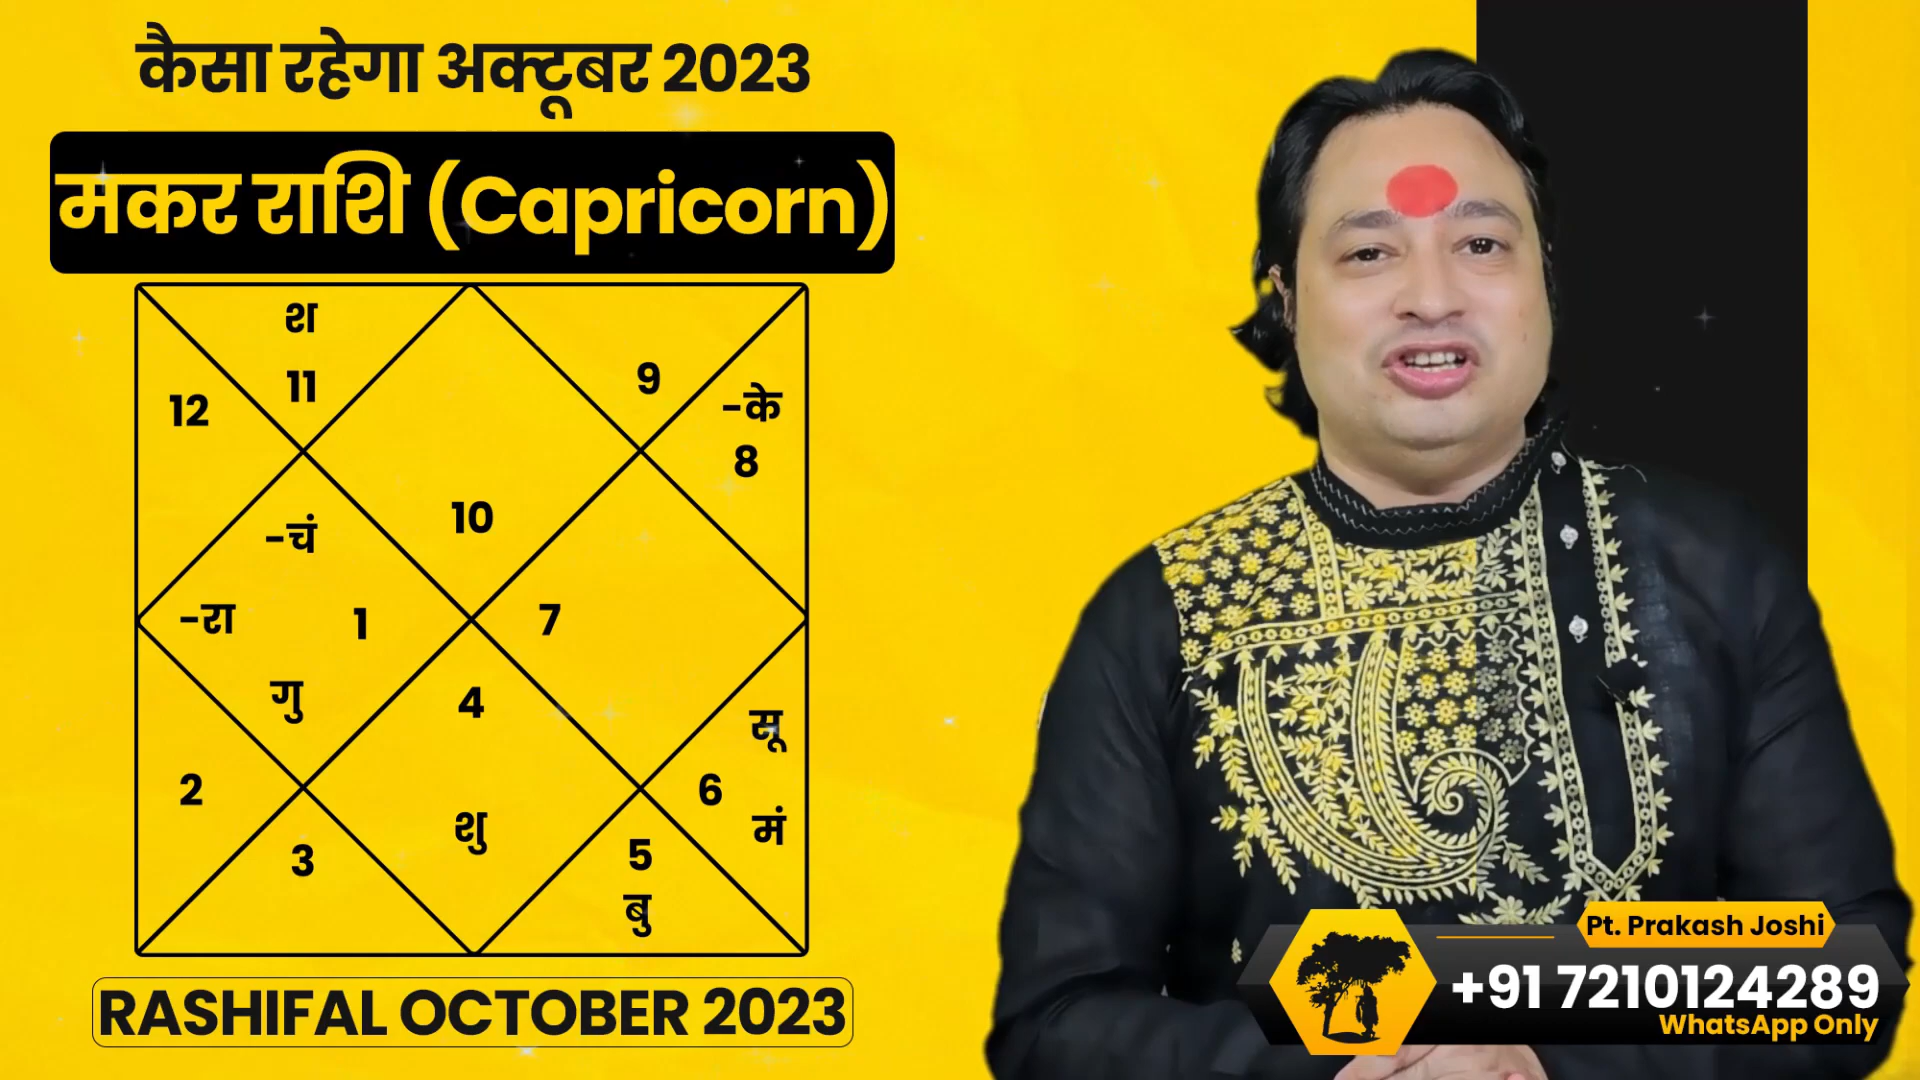 कैसा रहेगा अक्टूबर 2023
मकर राशि (Capricorn)
श
11
12
9
-के
8
10
-चं
-रा
1
गु
7
4
शु
सू
6
मं
2
3
5
बु
RASHIFAL OCTOBER 2023
Pt. Prakash Joshi
+91 7210124289
WhatsApp Only